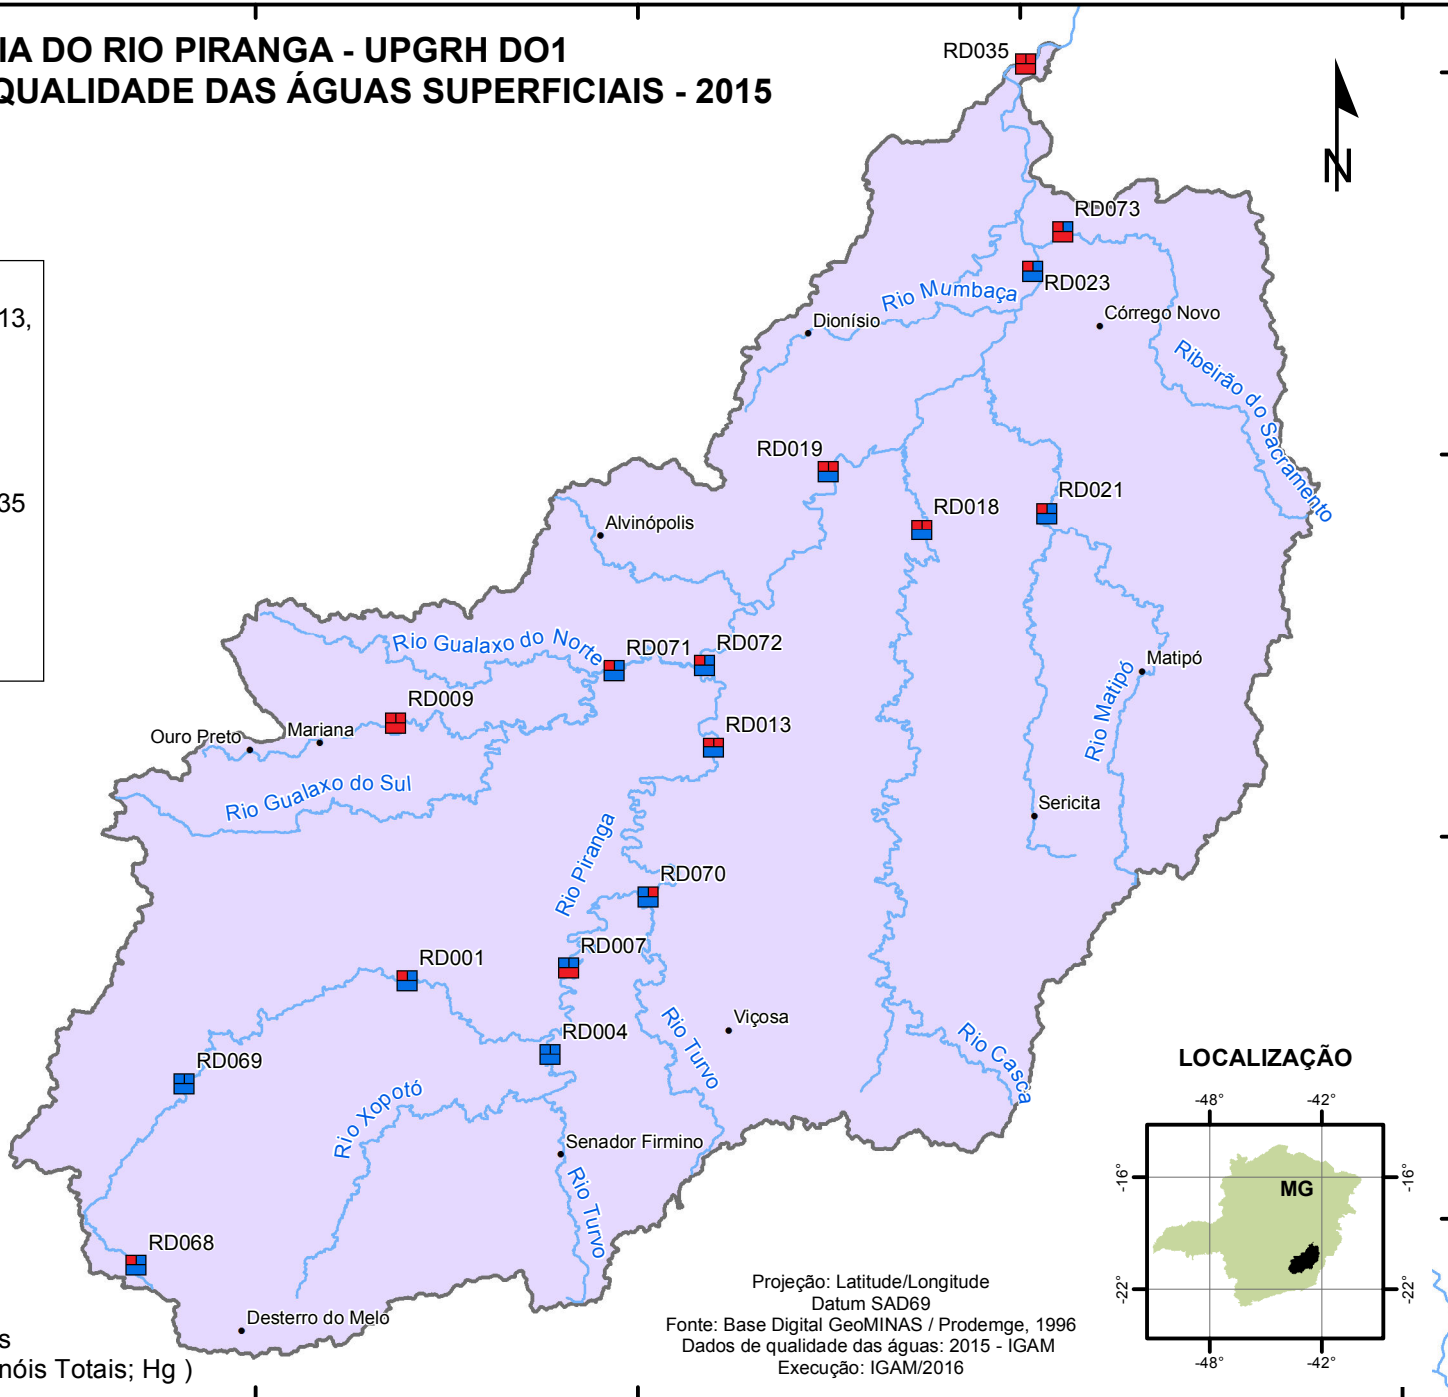 IA DO RIO PIRANGA - UPGRH DO1
QUALIDADE DAS ÁGUAS SUPERFICIAIS - 2015
RD035
N
RD073
13,
RD023
Rio Mumbaça
Córrego Novo
Dionísio
Ribeirão do Sacramento
RD019
RD021
35
RD018
Alvinópolis
Rio Gualaxo do Norte
RD071
RD072
Matipó
Rio Matipó
RD009
Mariana
Ouro Preto
RD013
Rio Gualaxo do Sul
Sericita
Rio Piranga
RD070
RD007
RD001
Viçosa
Rio Turvo
RD004
Rio Casca
RD069
LOCALIZAÇÃO
-48°
-42°
Rio Xopotó
Senador Firmino
-16°
-16°
MG
Rio Turvo
RD068
-22°
-22°
Projeção: Latitude/Longitude
Datum SAD69
Fonte: Base Digital GeoMINAS / Prodemge, 1996
Dados de qualidade das águas: 2015 - IGAM
Execução: IGAM/2016
Desterro do Melo
s
nóis Totais; Hg )
-48°
-42°